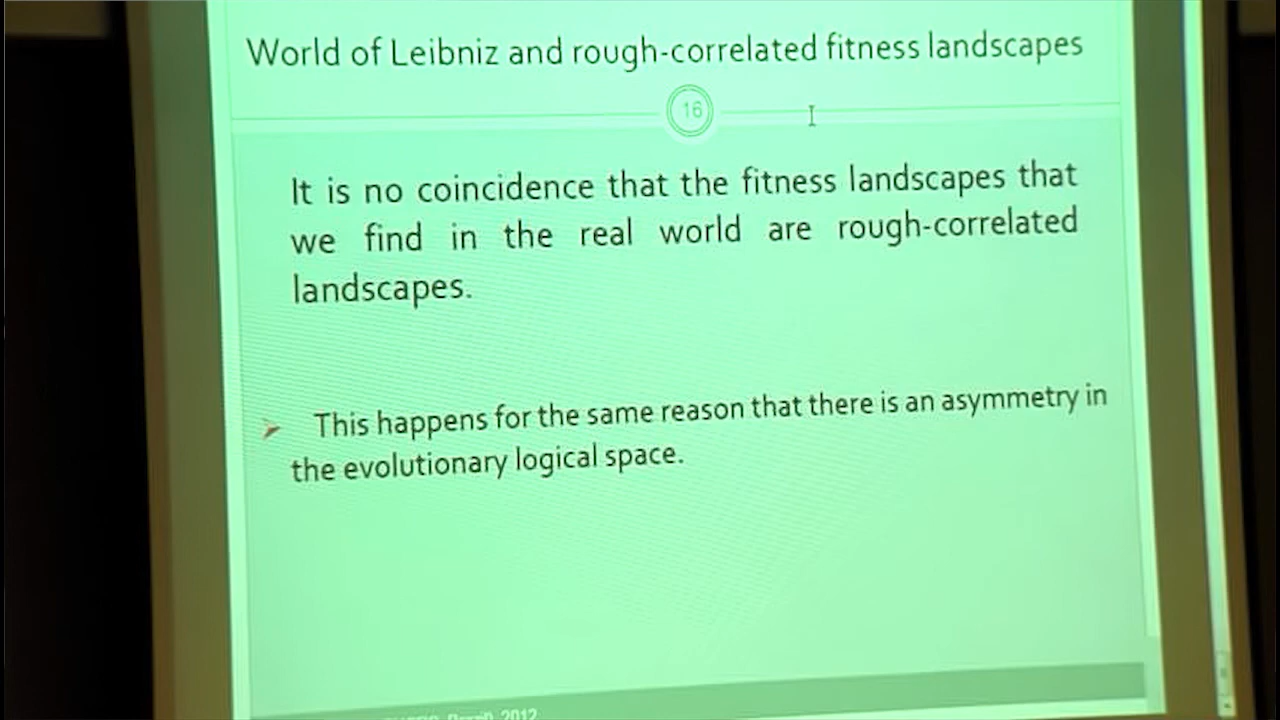 World of Leibniz and rough-correlated fitness landscapes
16
It is no coincidence that the fitness landscapes that
we find in the real world are rough-correlated
landscapes.
This happens for the same reason that there is an asymmetry in
the evolutionary logical space.
2012